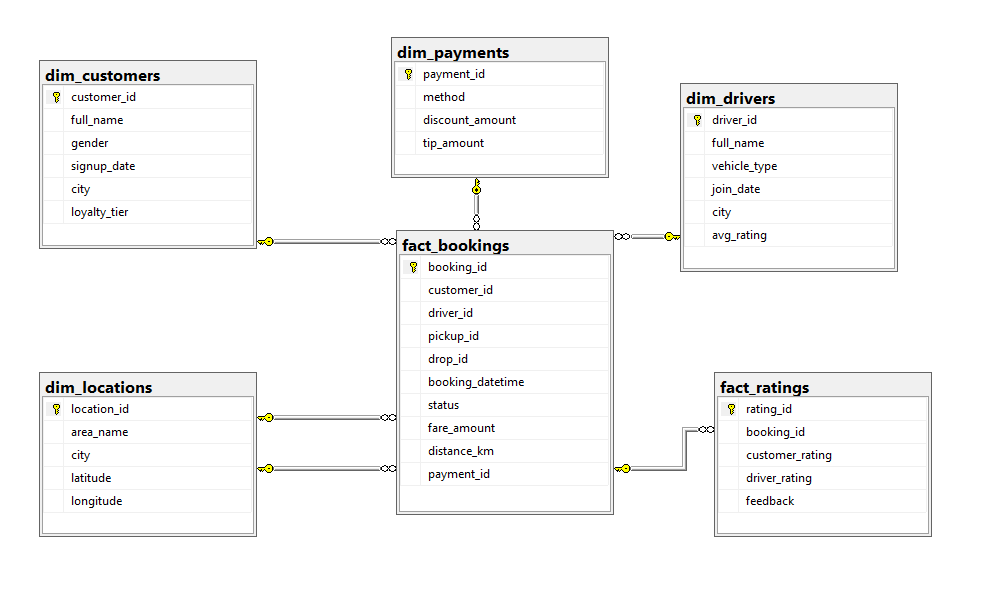 dim_customers
customer_id
full_name
gender
signup_date
city
loyalty_tier
dim_payments
payment_id
method
discount_amount
tip_amount
dim_drivers
driver_id
full_name
vehicle_type
join_date
city
avg_rating
fact_bookings
booking_id
customer_id
driver_id
pickup_id
drop_id
booking_datetime
status
fare_amount
distance_km
payment_id
dim_locations
location_id
area_name
city
latitude
longitude
fact_ratings
rating_id
booking_id
customer_rating
driver_rating
feedback